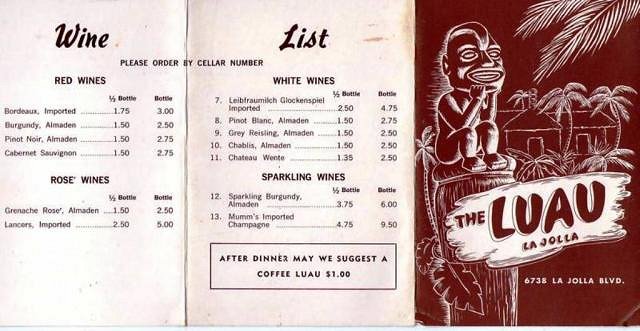 Wine List
PLEASE ORDER BY CELLAR NUMBER
RED WINES
½ Bottle Bottle
Bordeaux, Imported ............1.75 3.00
Burgundy, Almaden ............1.50 2.50
Pinot Noir, Almaden ...........1.50 2.75
Cabernet Sauvignon ...........1.50 2.75
ROSE' WINES
½ Bottle Bottle
Grenache Rose', Almaden ....1.50 2.50
Lancers, Imported ..............2.50 5.00
WHITE WINES
½ Bottle Bottle
7. Leibfraumilch Glockenspiel
Imported ........................2.50 4.75
8. Pinot Blanc, Almaden .......1.50 2.75
9. Grey Reisling, Almaden .....1.50 2.50
10. Chablis, Almaden .............1.50 2.50
11. Chateau Wente ................1.35 2.50
SPARKLING WINES
½ Bottle Bottle
12. Sparkling Burgundy,
Almaden ........................3.75 6.00
13. Mumm's Imported
Champagne ....................4.75 9.50
AFTER DINNER MAY WE SUGGEST A
COFFEE LUAU $1.00
THE LUAU
LA JOLLA
6738 LA JOLLA BLVD.